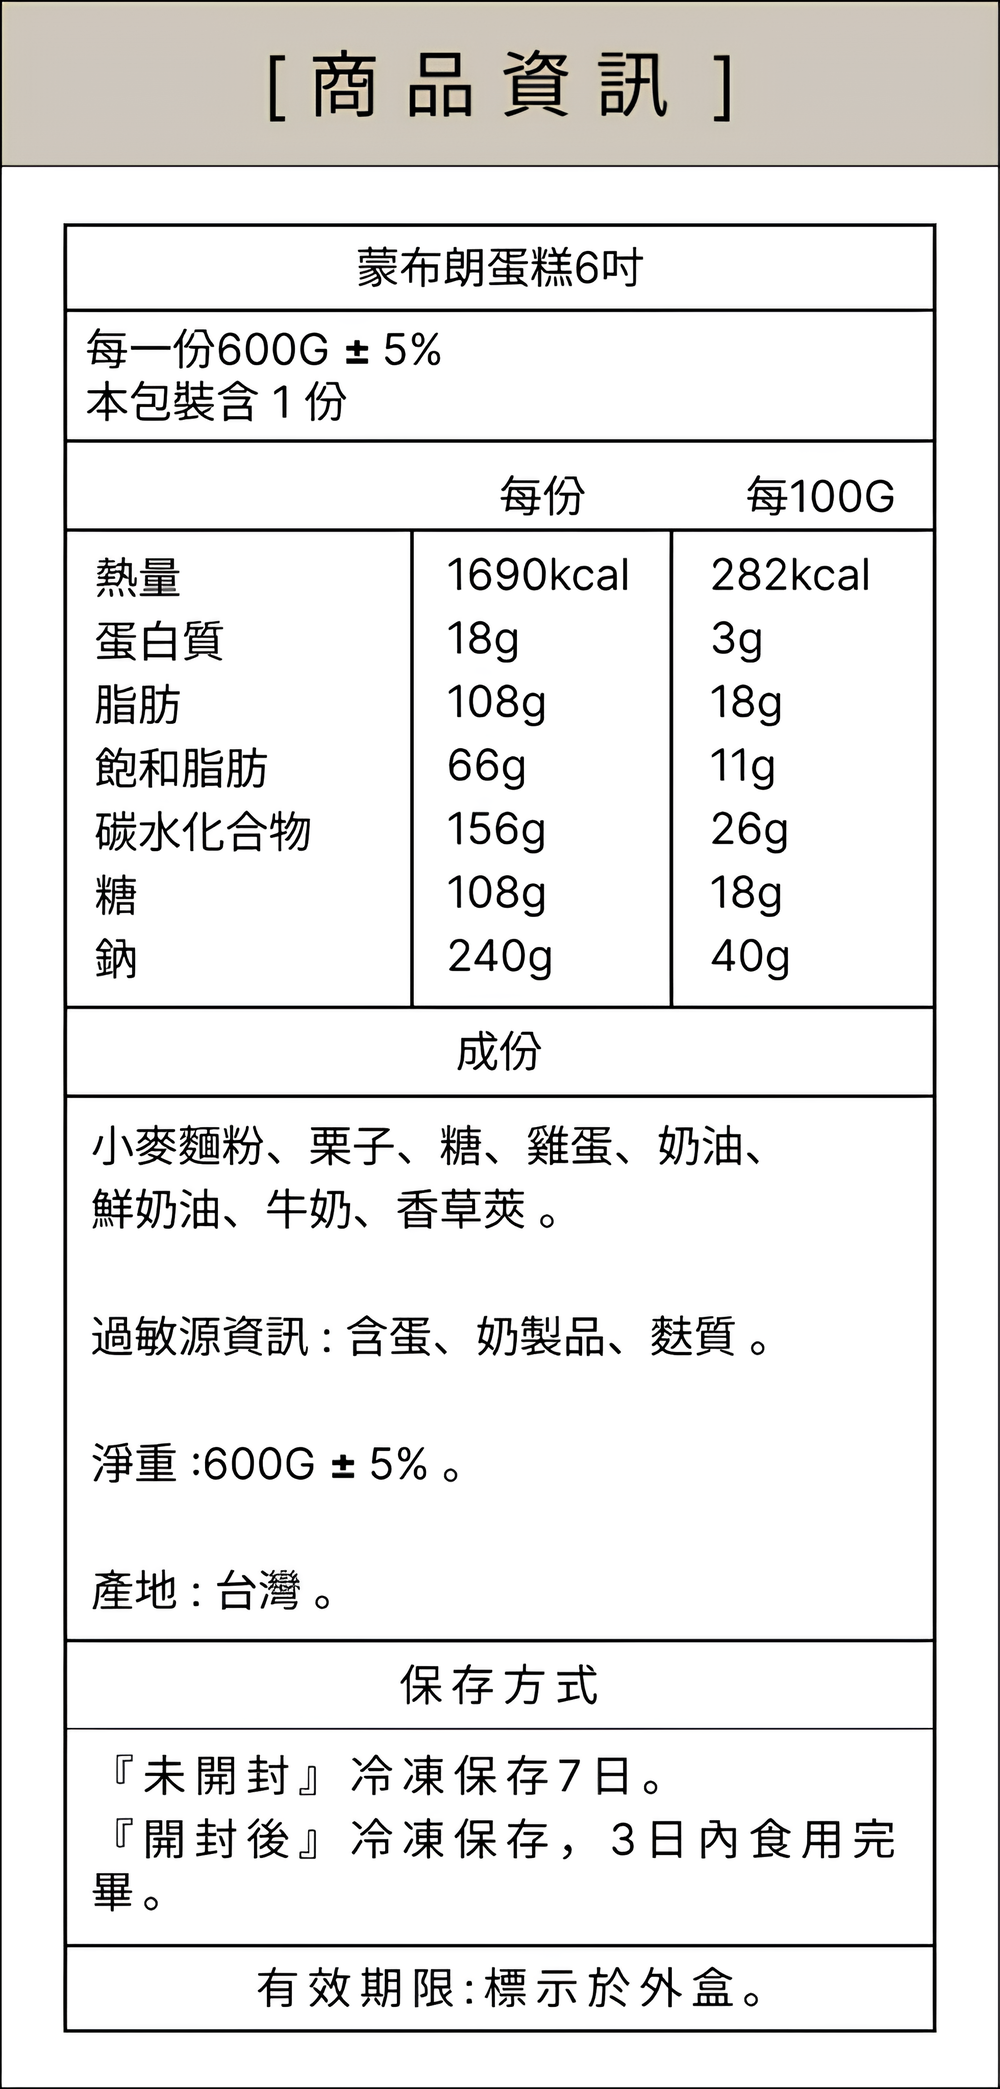 [商品資訊]
蒙布朗蛋糕6吋
每一份600G ± 5%
本包裝含 1 份
每份 每100G
熱量 1690kcal 282kcal
蛋白質 18g 3g
脂肪 108g 18g
飽和脂肪 66g 11g
碳水化合物 156g 26g
糖 108g 18g
鈉 240g 40g
成份
小麥麵粉、栗子、糖、雞蛋、奶油、
鮮奶油、牛奶、香草莢。
過敏源資訊 : 含蛋、奶製品、麩質。
淨重 :600G ± 5%。
產地 : 台灣。
保存方式
『未開封』冷凍保存7日。
『開封後』冷凍保存，3日內食用完
畢。
有效期限:標示於外盒。